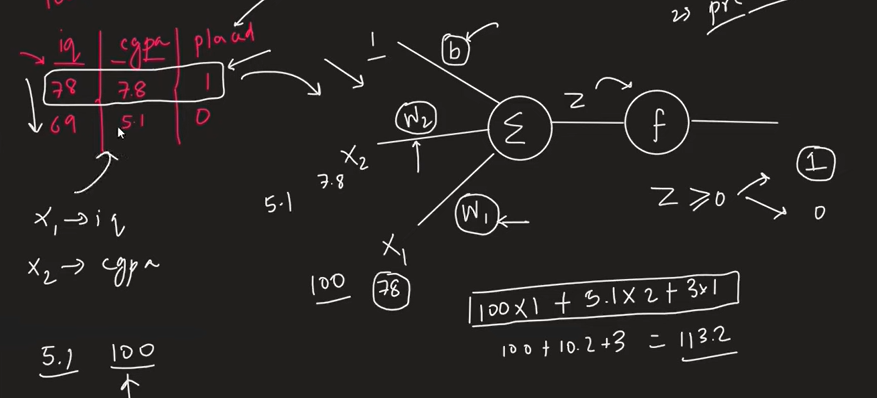 2) pr
iq cgpa placed
78 7.8 1
69 5.1 0
1 b
W2
X2
7.8
5.1
W1
X1
100 78
Σ Z f
Z ≥ 0 1
0
X1 → iq
X2 → cgpa
100×1 + 5.1×2 + 3×1
100 + 10.2 + 3 = 113.2
5.1 100